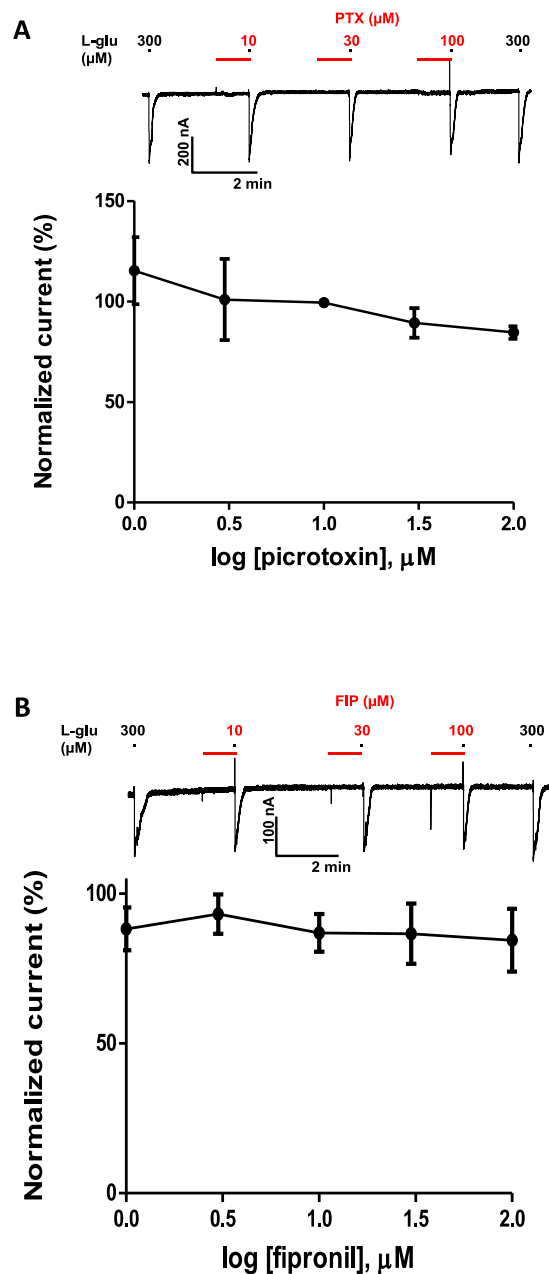 A
PTX (µM)
L-glu 300 10 30 100 300
(µM)
200 nA
2 min
Normalized current (%)
150
100
50
0
0.0 0.5 1.0 1.5 2.0
log [picrotoxin], µM
B
FIP (µM)
L-glu 300 10 30 100 300
(µM)
100 nA
2 min
Normalized current (%)
100
50
0
0.0 0.5 1.0 1.5 2.0
log [fipronil], µM